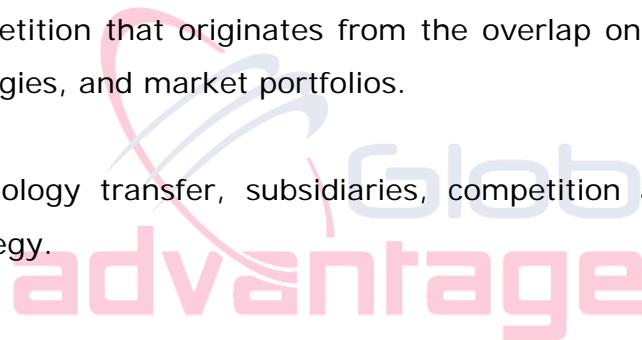 etition that originates from the overlap on
gies, and market portfolios.
ology transfer, subsidiaries, competition
egy.
Glob
advantage